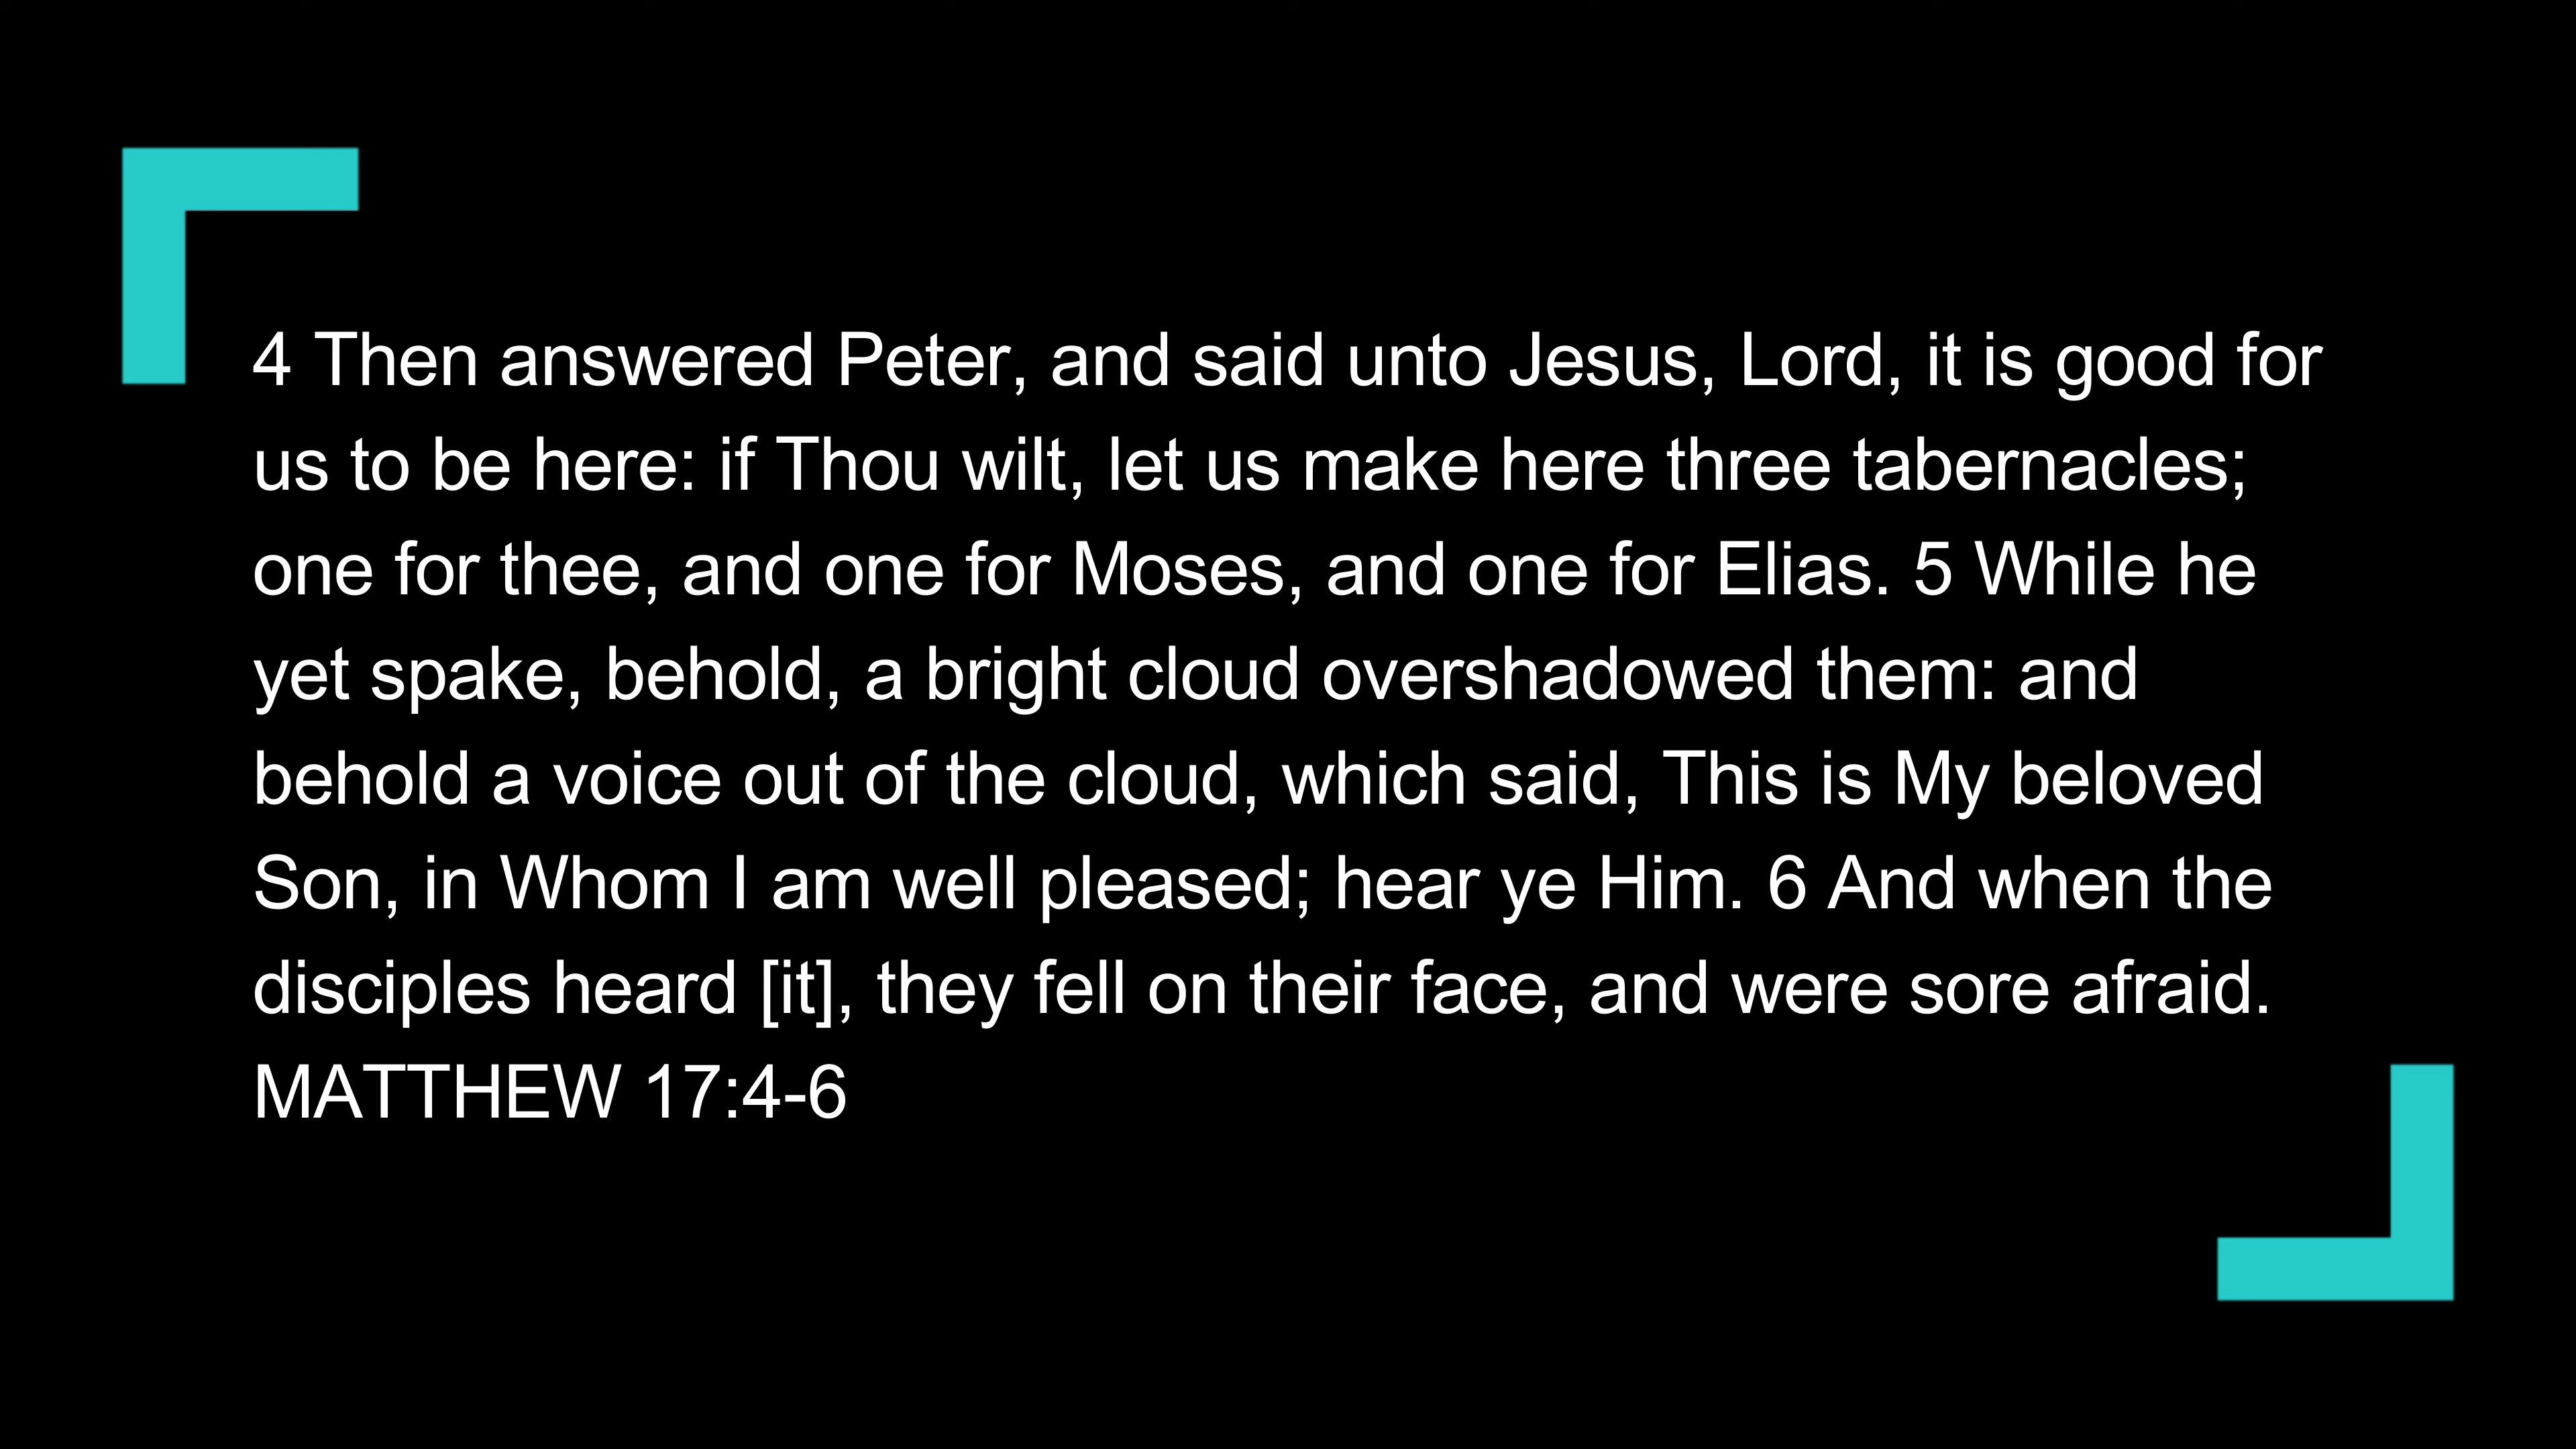 4 Then answered Peter, and said unto Jesus, Lord, it is good for
us to be here: if Thou wilt, let us make here three tabernacles;
one for thee, and one for Moses, and one for Elias. 5 While he
yet spake, behold, a bright cloud overshadowed them: and
behold a voice out of the cloud, which said, This is My beloved
Son, in Whom I am well pleased; hear ye Him. 6 And when the
disciples heard [it], they fell on their face, and were sore afraid.
MATTHEW 17:4-6